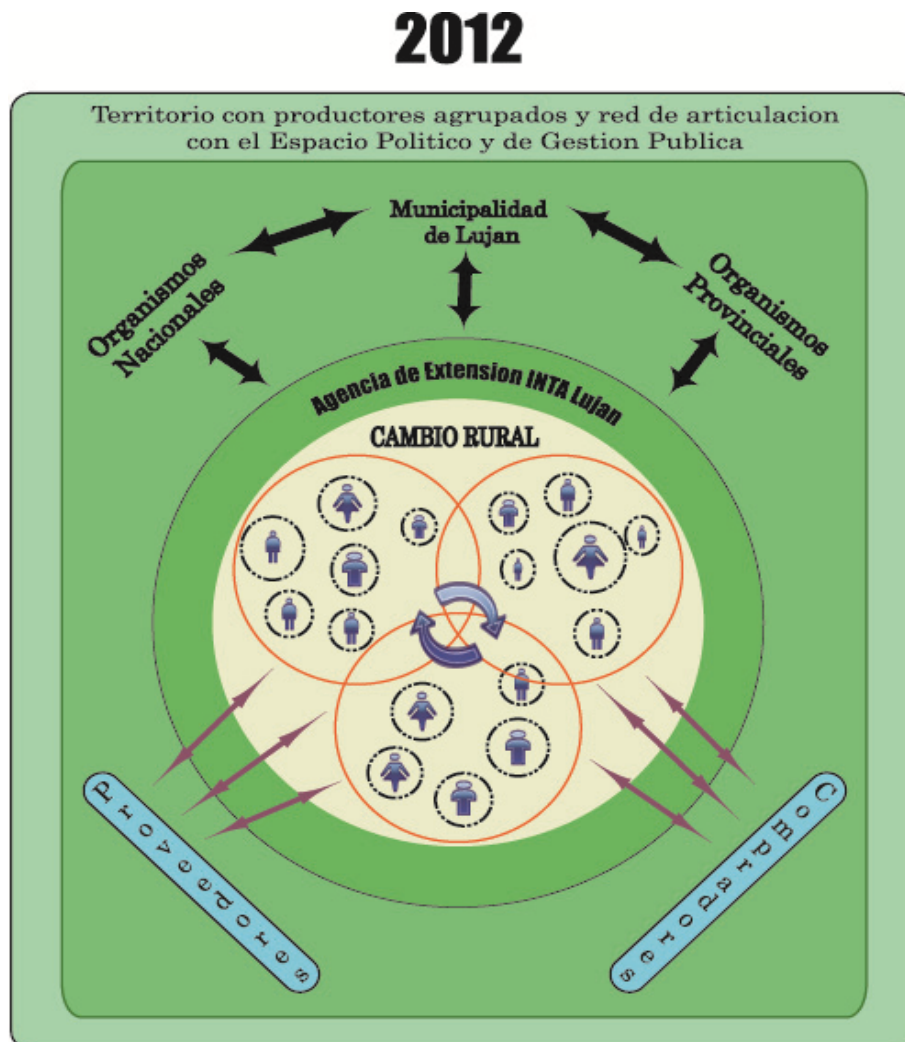 2012
Territorio con productores agrupados y red de articulacion
con el Espacio Politico y de Gestion Publica
Municipalidad
de Lujan
Organismos
Nacionales
Organismos
Provinciales
Agencia de Extension INTA Lujan
CAMBIO RURAL
Proveedores
Compradores